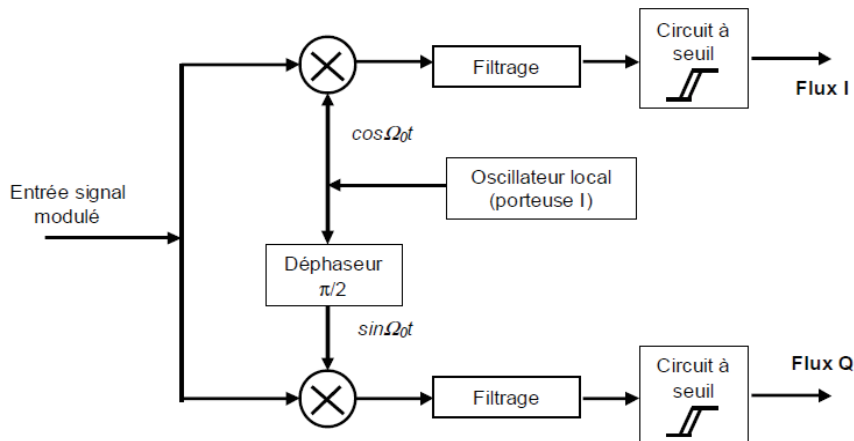 Circuit à
seuil
Filtrage
Flux I
cosΩ₀t
Entrée signal
modulé
Oscillateur local
(porteuse I)
Déphaseur
π/2
sinΩ₀t
Circuit à
seuil
Flux Q
Filtrage